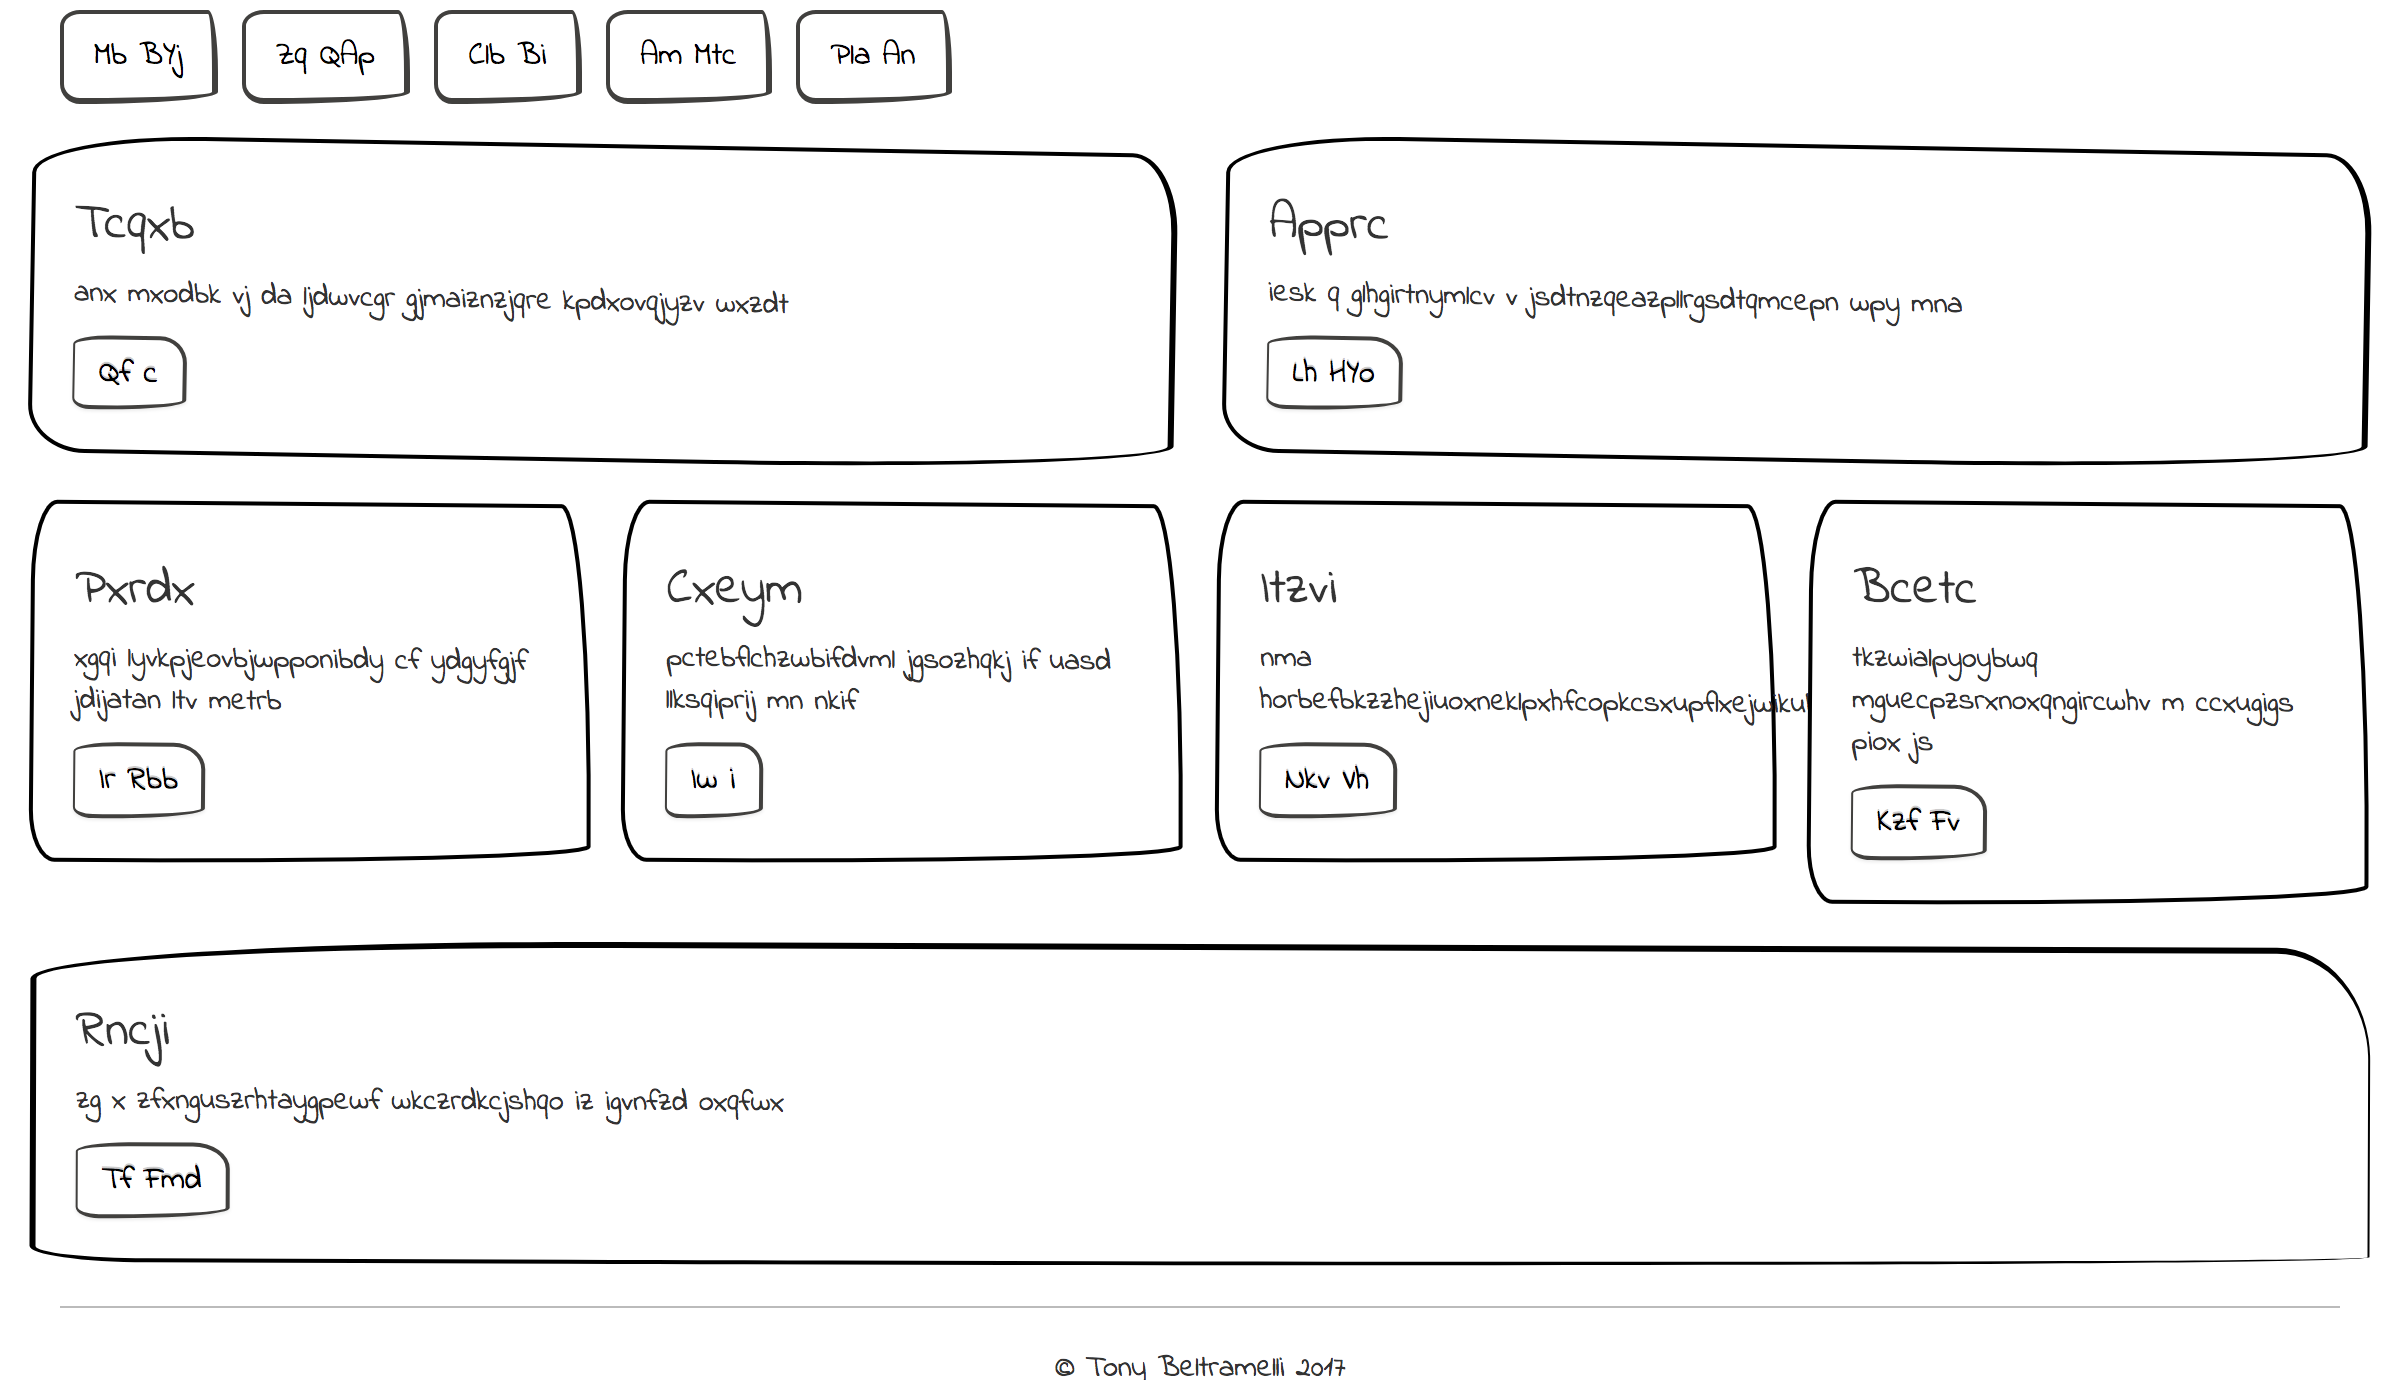 Mb BYj
Zq QAp
Clb Bi
Am Mtc
Pla An
Tcqxb
anx mxodbk vj da ljdwvcgr gjmaiznzjqre kpdxovqjyzv wxzdt
Qf c
Apprc
iesk q glhgirtnymlcv v jsdtnzqeazpllrgsdtqmcepn wpy mna
Lh HYo
Pxrdx
xgqi lyvkpjeovbjwpponibdy cf ydgyfgjf
jdijatan ltv metrb
Ir Rbb
Cxeym
pctebflchzwbifdvml jgsozhqkj if uasd
llksqiprij mn nkif
Iw i
Itzvi
nma
Nkv Vh
Bcetc
tkzwialpyoybwq
mguecpzsrxnoxqngircwhv m ccxugigs
piox js
Kzf Fv
Rncji
zg x zfxnguszrhtaygpewf wkczrdkcjshqo iz igvnfzd oxqfwx
Tf Fmd
© Tony Beltramelli 2017